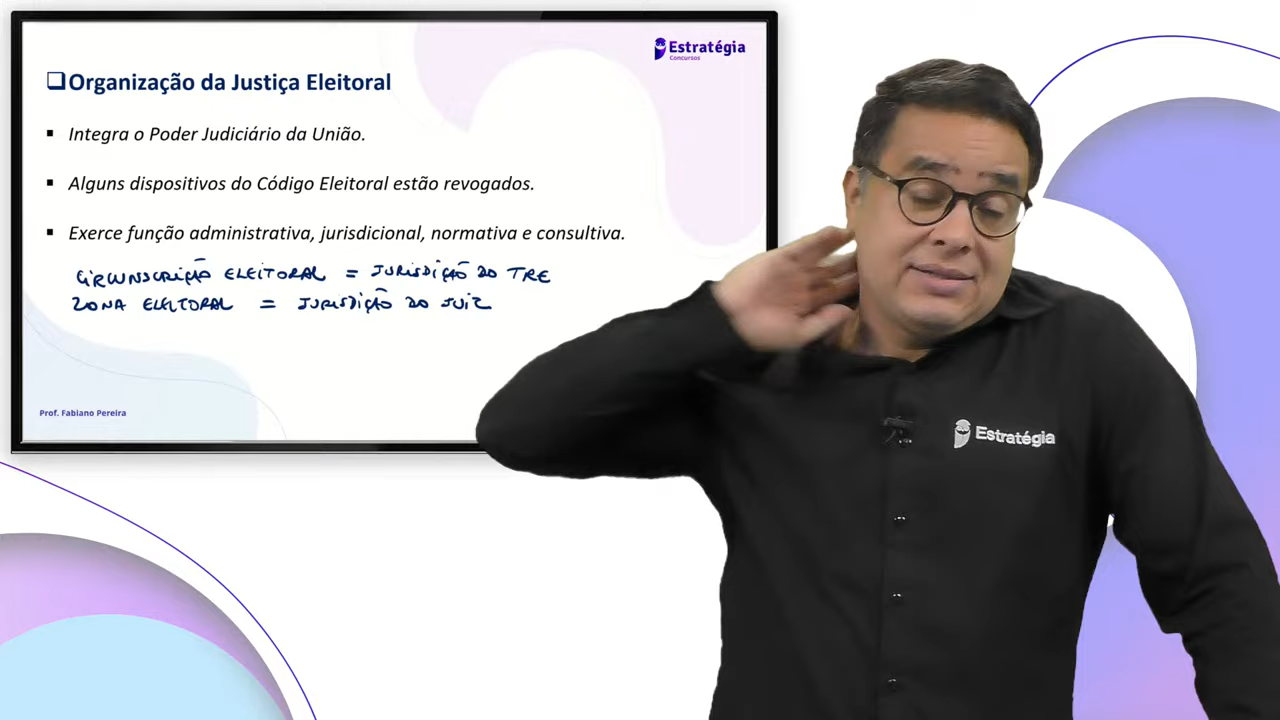 Estratégia
Concursos
Organização da Justiça Eleitoral
Integra o Poder Judiciário da União.
Alguns dispositivos do Código Eleitoral estão revogados.
Exerce função administrativa, jurisdicional, normativa e consultiva.
CIRCUNSCRIÇÃO ELEITORAL = JURISDIÇÃO DO TRE
ZONA ELEITORAL = JURISDIÇÃO DO JUIZ
Prof. Fabiano Pereira
Estratégia